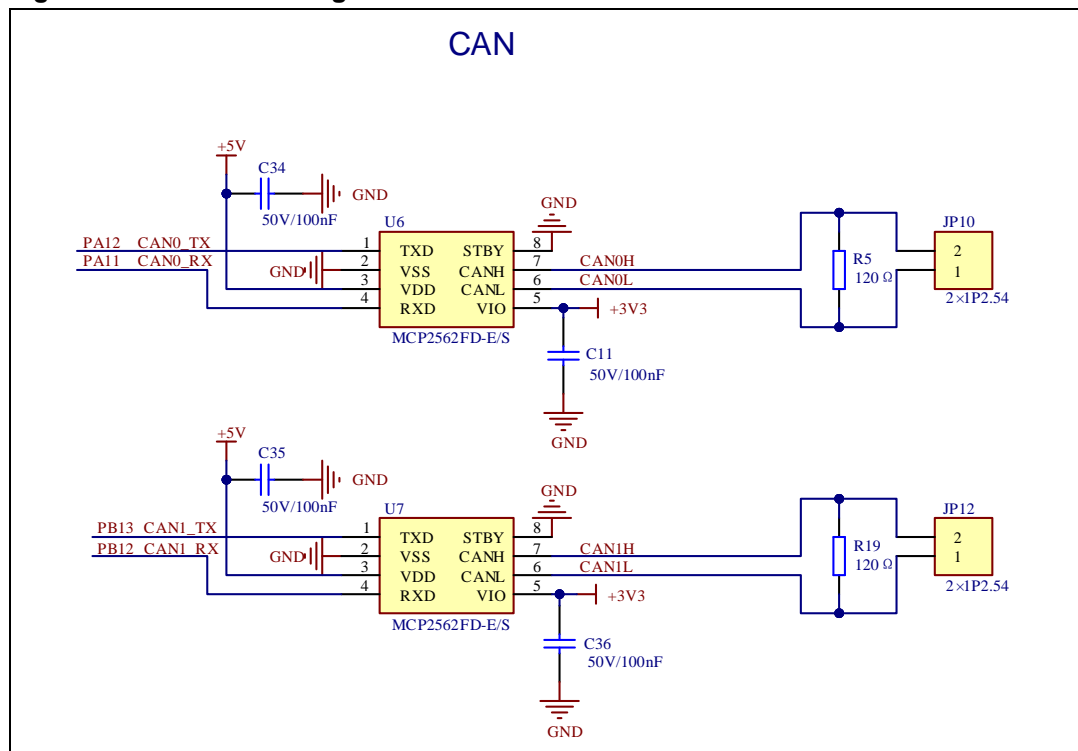 CAN
+5V
C34
GND
50V/100nF
U6
GND
PA12 CAN0_TX
PA11 CAN0_RX
GND
1 TXD STBY 8
2 VSS CANH 7
3 VDD CANL 6
4 RXD VIO 5
CAN0H
CAN0L
+3V3
MCP2562FD-E/S
R5
120 Ω
JP10
2
1
2×1P2.54
C11
50V/100nF
GND
+5V
C35
GND
50V/100nF
U7
GND
PB13 CAN1_TX
PB12 CAN1_RX
GND
1 TXD STBY 8
2 VSS CANH 7
3 VDD CANL 6
4 RXD VIO 5
CAN1H
CAN1L
+3V3
MCP2562FD-E/S
R19
120 Ω
JP12
2
1
2×1P2.54
C36
50V/100nF
GND